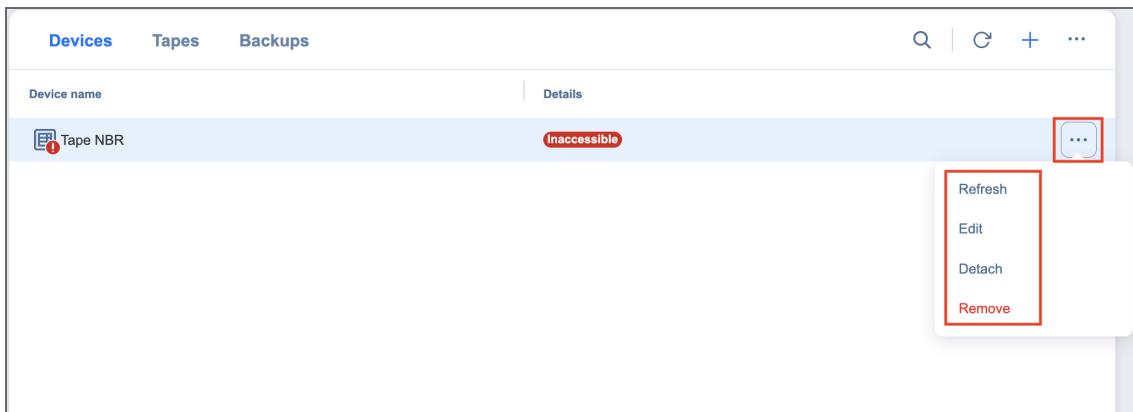 Devices Tapes Backups
Device name Details
Tape NBR Inaccessible
Refresh
Edit
Detach
Remove